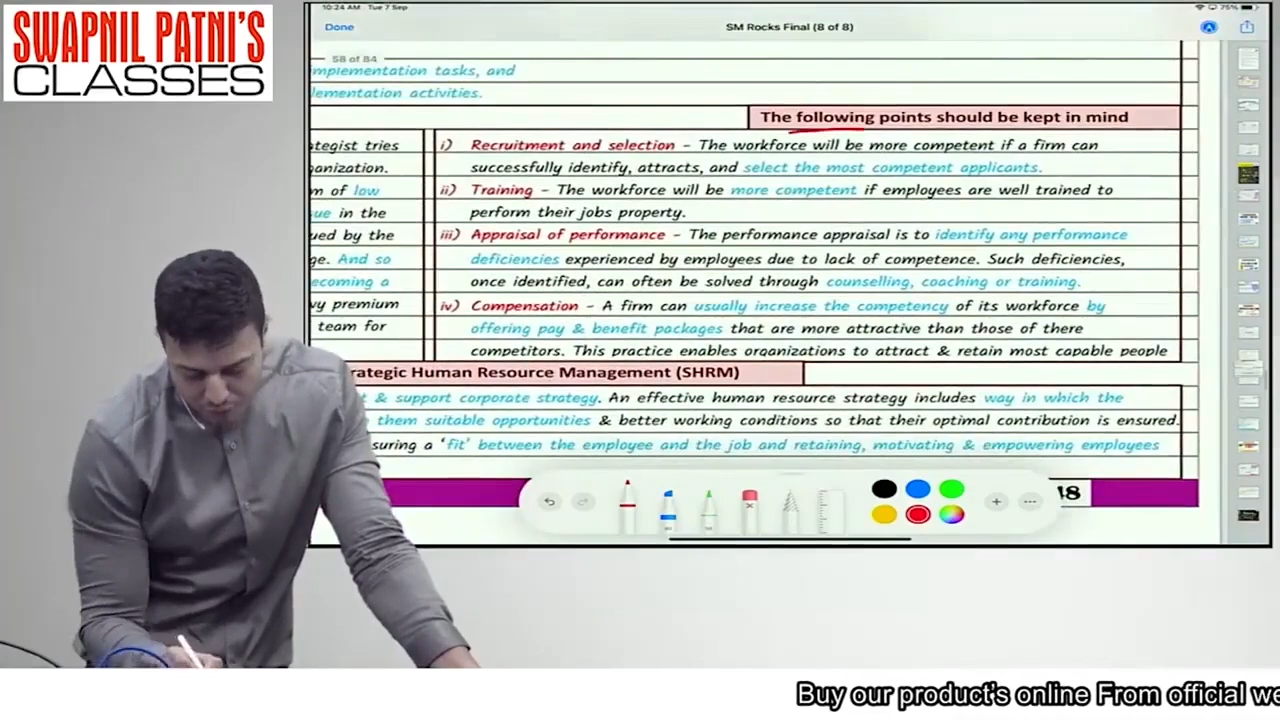 SWAPNIL PATNI'S
CLASSES
10:24 AM Tue 7 Sep
75%
Done
SM Rocks Final (8 of 8)
58 of 84
implementation tasks, and
lementation activities.
The following points should be kept in mind
ategist tries
ganization.
m of low
sue in the
ued by the
ge. And so
ecoming a
vy premium
team for
i) Recruitment and selection – The workforce will be more competent if a firm can
successfully identify, attracts, and select the most competent applicants.
ii) Training – The workforce will be more competent if employees are well trained to
perform their jobs property.
iii) Appraisal of performance – The performance appraisal is to identify any performance
deficiencies experienced by employees due to lack of competence. Such deficiencies,
once identified, can often be solved through counselling, coaching or training.
iv) Compensation – A firm can usually increase the competency of its workforce by
offering pay & benefit packages that are more attractive than those of there
competitors. This practice enables organizations to attract & retain most capable people
rategic Human Resource Management (SHRM)
t & support corporate strategy. An effective human resource strategy includes way in which the
them suitable opportunities & better working conditions so that their optimal contribution is ensured.
suring a 'fit' between the employee and the job and retaining, motivating & empowering employees
48
Buy our product's online From official we